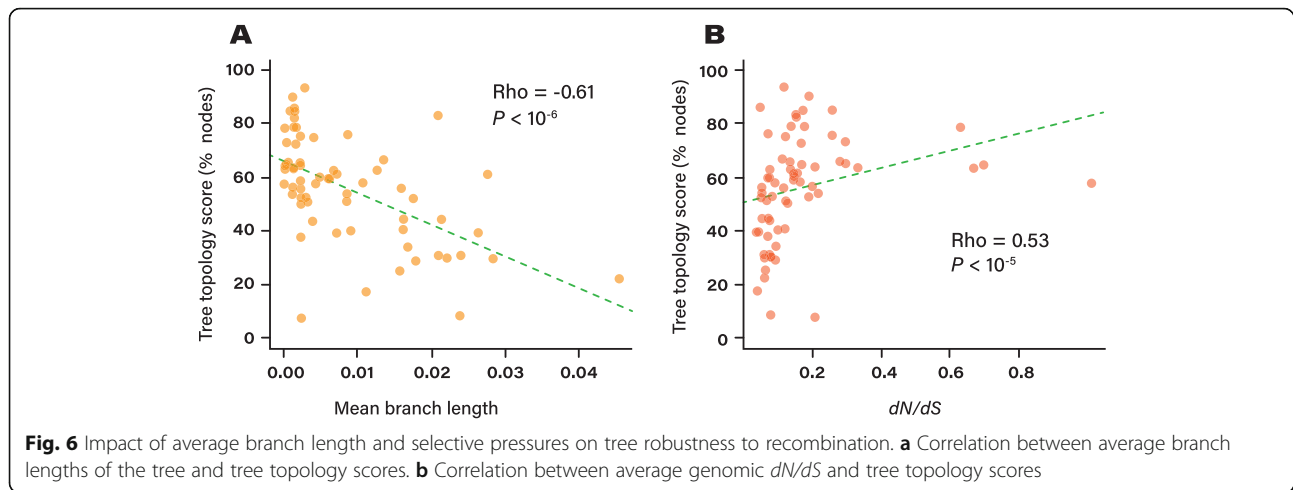 A
B
Tree topology score (% nodes)
100
80
60
40
20
0
0.00 0.01 0.02 0.03 0.04
Mean branch length
Rho = -0.61
P < 10-6
Tree topology score (% nodes)
100
80
60
40
20
0
0.2 0.4 0.6 0.8
dN/dS
Rho = 0.53
P < 10-5
Fig. 6 Impact of average branch length and selective pressures on tree robustness to recombination. a Correlation between average branch
lengths of the tree and tree topology scores. b Correlation between average genomic dN/dS and tree topology scores